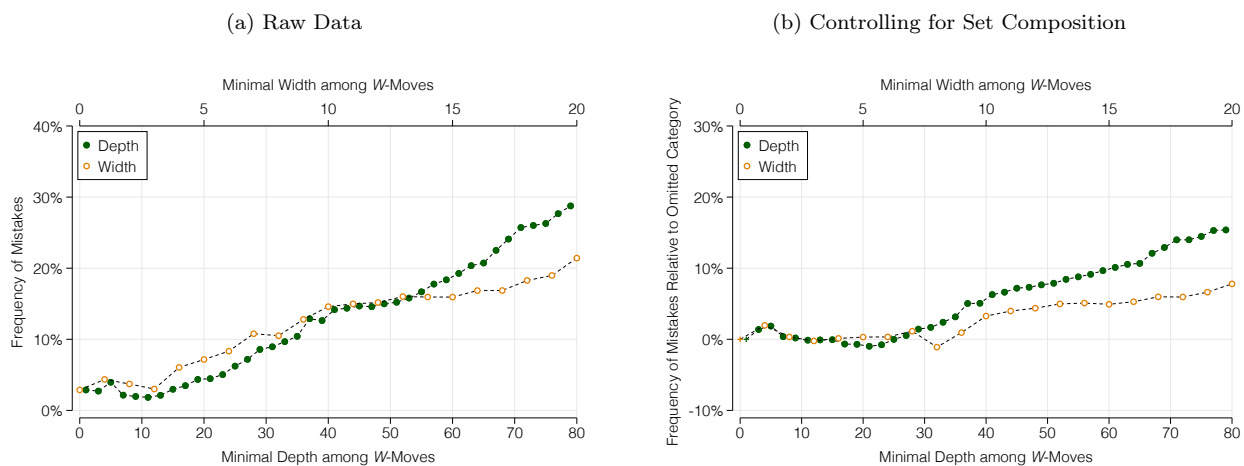 (a) Raw Data
Minimal Width among W-Moves
0 5 10 15 20
40%
30%
20%
10%
0%
Frequency of Mistakes
Depth
Width
0 10 20 30 40 50 60 70 80
Minimal Depth among W-Moves
(b) Controlling for Set Composition
Minimal Width among W-Moves
0 5 10 15 20
30%
20%
10%
0%
-10%
Frequency of Mistakes Relative to Omitted Category
Depth
Width
0 10 20 30 40 50 60 70 80
Minimal Depth among W-Moves